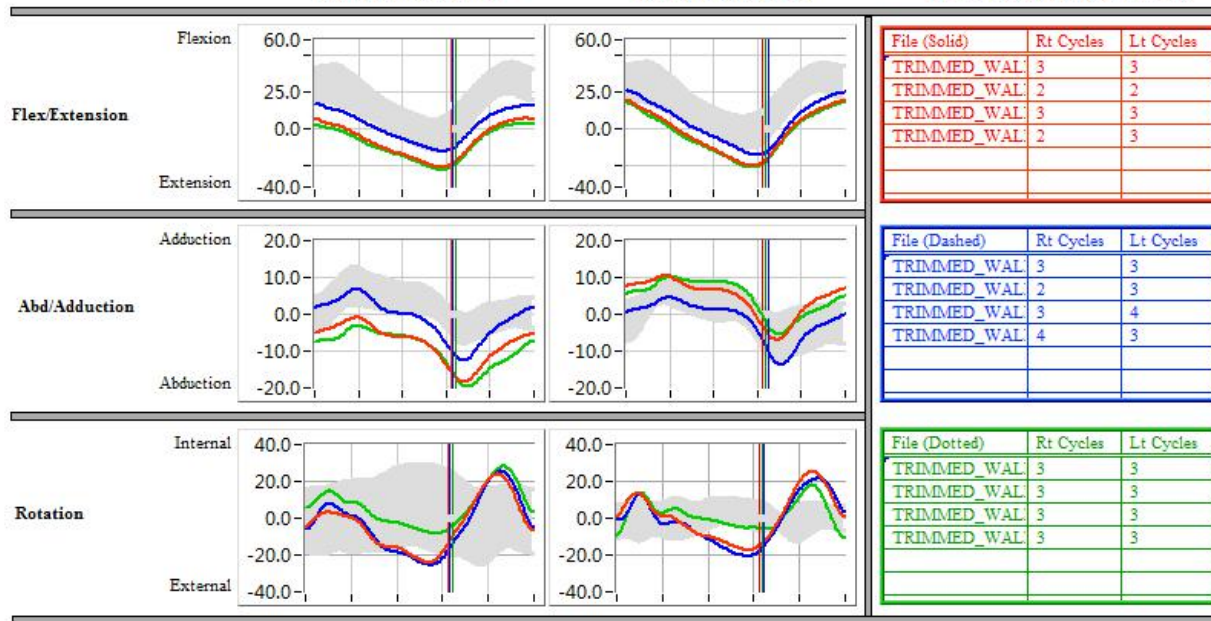 Flexion
60.0
60.0
25.0
25.0
Flex/Extension
0.0
0.0
Extension
-40.0
-40.0
Adduction
20.0
20.0
10.0
10.0
Abd/Adduction
0.0
0.0
-10.0
-10.0
Abduction
-20.0
-20.0
Internal
40.0
40.0
20.0
20.0
Rotation
0.0
0.0
-20.0
-20.0
External
-40.0
-40.0
File (Solid) Rt Cycles Lt Cycles
TRIMMED_WAL 3 3
TRIMMED_WAL 2 2
TRIMMED_WAL 3 3
TRIMMED_WAL 2 3
File (Dashed) Rt Cycles Lt Cycles
TRIMMED_WAL 3 3
TRIMMED_WAL 2 3
TRIMMED_WAL 3 4
TRIMMED_WAL 4 3
File (Dotted) Rt Cycles Lt Cycles
TRIMMED_WAL 3 3
TRIMMED_WAL 3 3
TRIMMED_WAL 3 3
TRIMMED_WAL 3 3